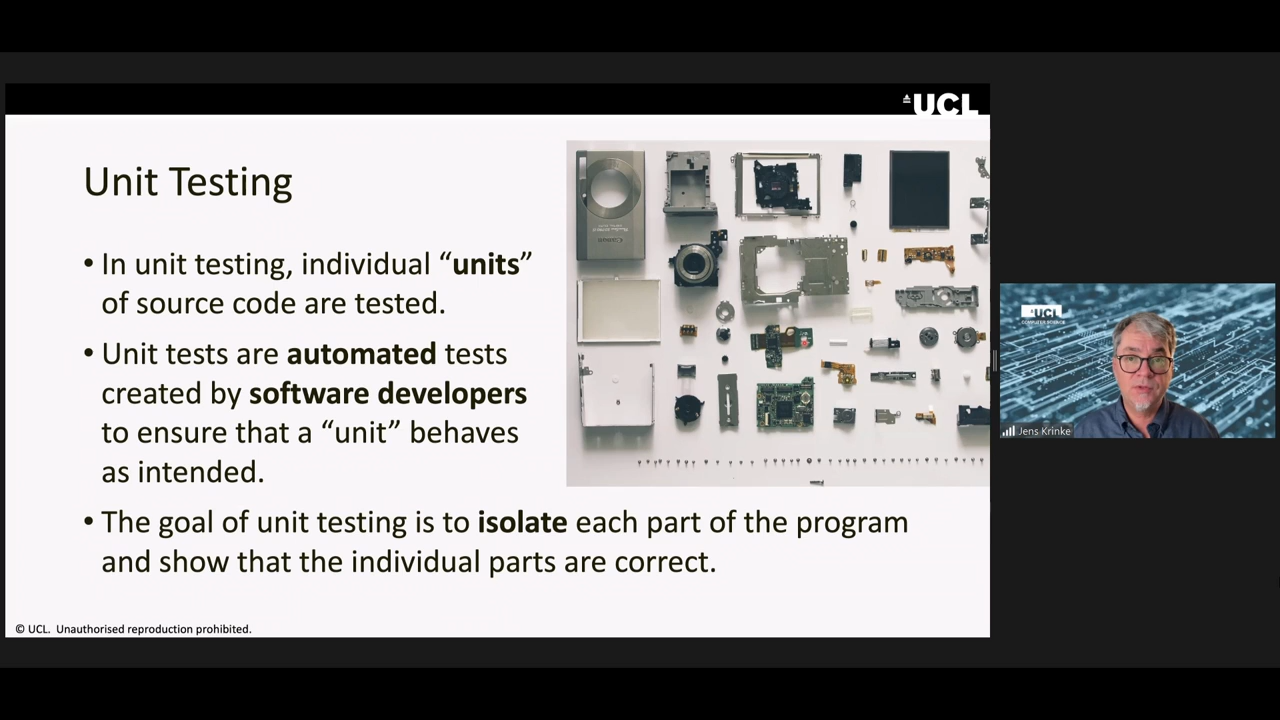 UCL
Unit Testing
• In unit testing, individual “units”
of source code are tested.
• Unit tests are automated tests
created by software developers
to ensure that a “unit” behaves
as intended.
• The goal of unit testing is to isolate each part of the program
and show that the individual parts are correct.
© UCL. Unauthorised reproduction prohibited.
UCL
COMPUTER SCIENCE
Jens Krinke